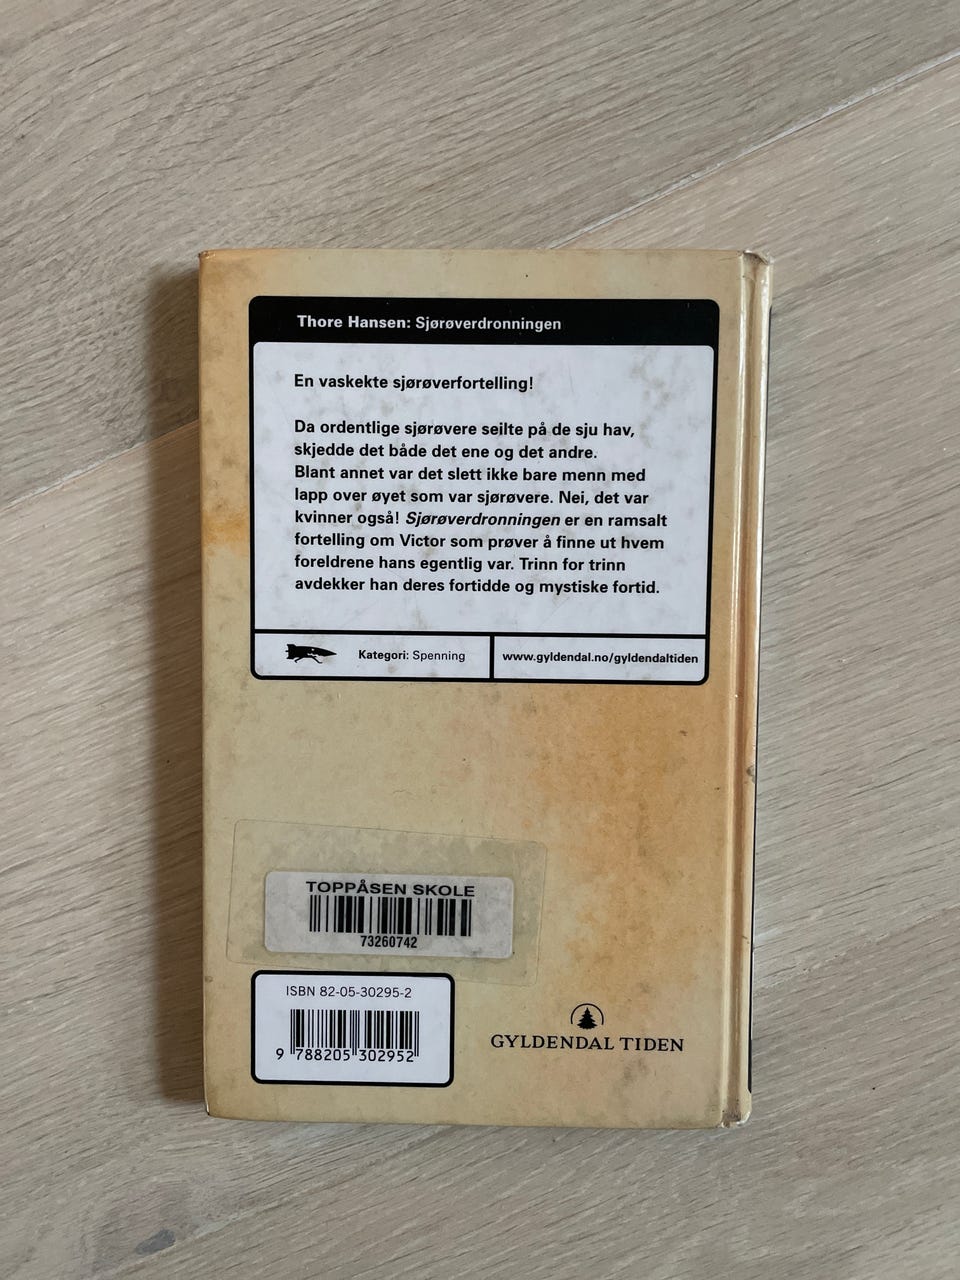 Thore Hansen: Sjørøverdronningen
En vaskekte sjørøverfortelling!
Da ordentlige sjørøvere seilte på de sju hav,
skjedde det både det ene og det andre.
Blant annet var det slett ikke bare menn med
lapp over øyet som var sjørøvere. Nei, det var
kvinner også! Sjørøverdronningen er en ramsalt
fortelling om Victor som prøver å finne ut hvem
foreldrene hans egentlig var. Trinn for trinn
avdekker han deres fortidde og mystiske fortid.
Kategori: Spenning
www.gyldendal.no/gyldendaltiden
TOPPÅSEN SKOLE
73260742
ISBN 82-05-30295-2
9 788205 302952
GYLDENDAL TIDEN